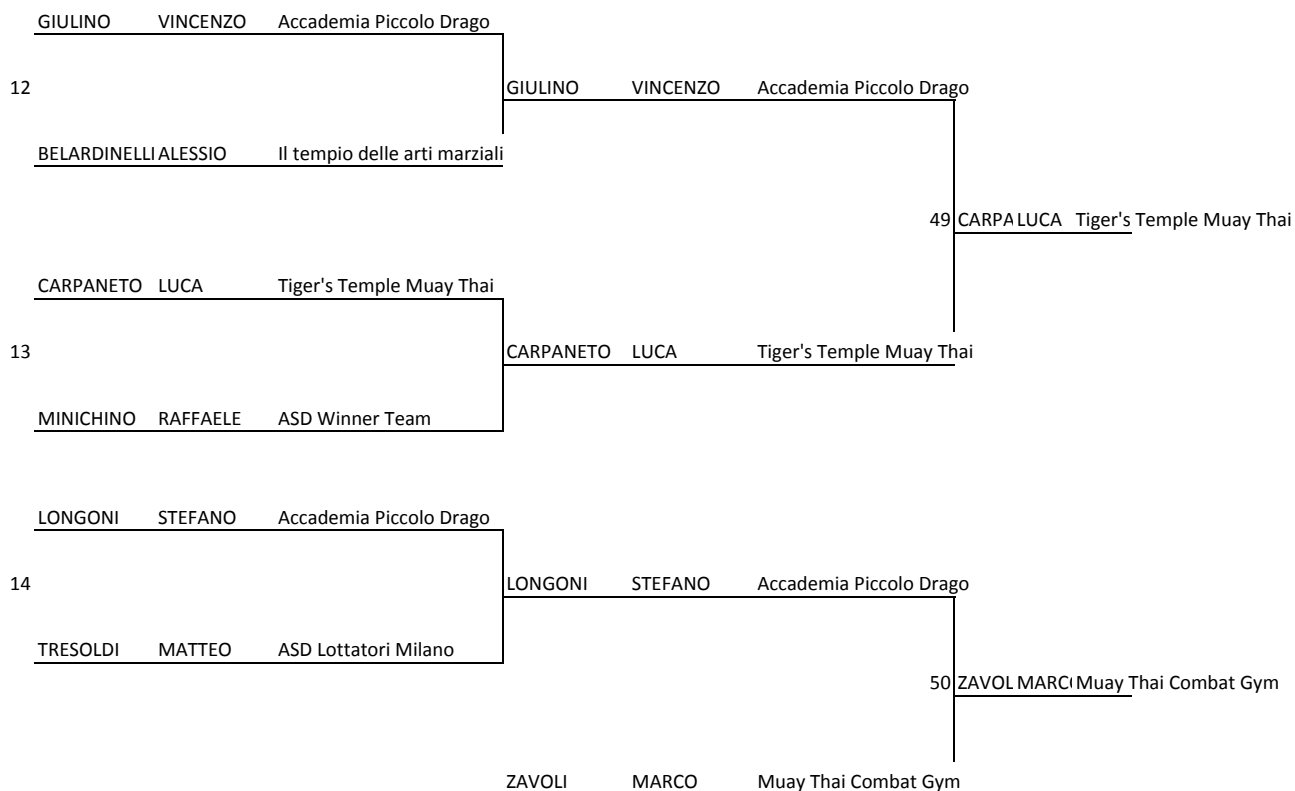 GIULINO VINCENZO Accademia Piccolo Drago
12 GIULINO VINCENZO Accademia Piccolo Drago
BELARDINELLI ALESSIO Il tempio delle arti marziali
49 CARPA LUCA Tiger's Temple Muay Thai
CARPANETO LUCA Tiger's Temple Muay Thai
13 CARPANETO LUCA Tiger's Temple Muay Thai
MINICHINO RAFFAELE ASD Winner Team
LONGONI STEFANO Accademia Piccolo Drago
14 LONGONI STEFANO Accademia Piccolo Drago
TRESOLDI MATTEO ASD Lottatori Milano
50 ZAVOL MARC Muay Thai Combat Gym
ZAVOLI MARCO Muay Thai Combat Gym